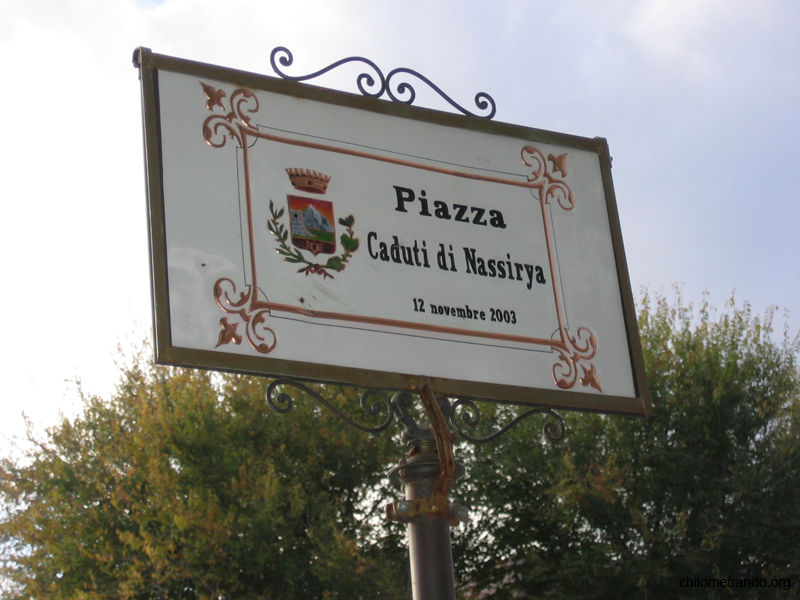 Piazza
Caduti di Nassirya
12 novembre 2003
chilometrando.org